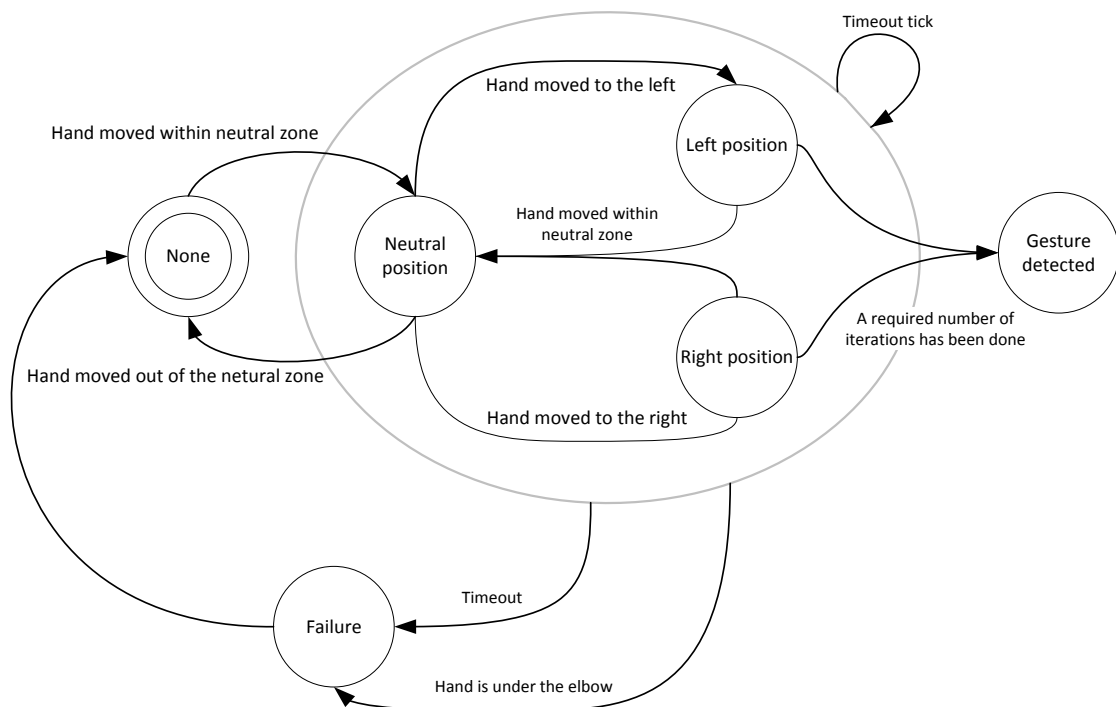 Timeout tick
Hand moved to the left
Hand moved within neutral zone
Left position
Hand moved within
neutral zone
None
Neutral
position
Gesture
detected
A required number of
iterations has been done
Right position
Hand moved out of the netural zone
Hand moved to the right
Timeout
Failure
Hand is under the elbow